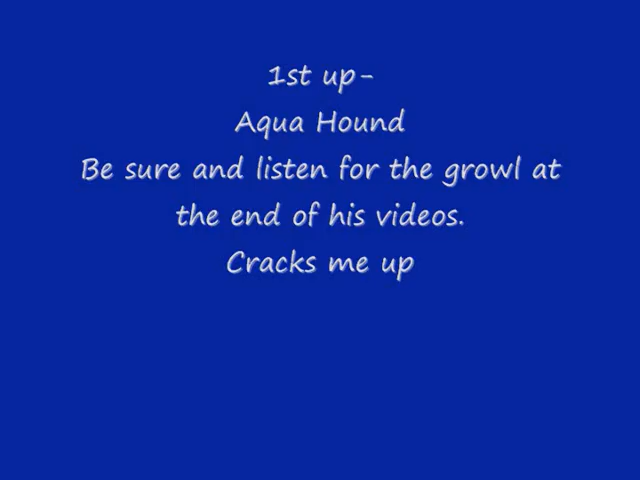 1st up-
Aqua Hound
Be sure and listen for the growl at
the end of his videos.
Cracks me up